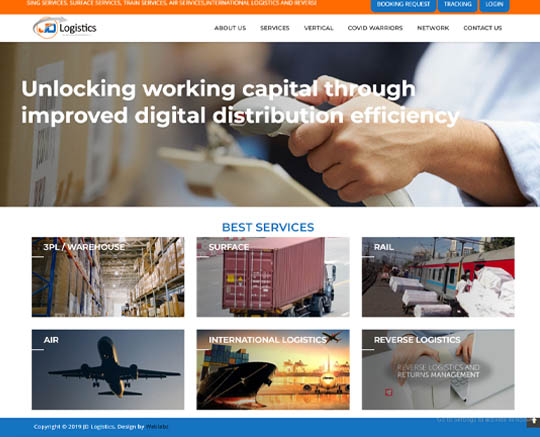 SING SERVICES, SURFACE SERVICES, TRAIN SERVICES, AIR SERVICES,INTERNATIONAL LOGISTICS AND REVERSE
BOOKING REQUEST TRACKING LOGIN
JD Logistics
ABOUT US SERVICES VERTICAL COVID WARRIORS NETWORK CONTACT US
Unlocking working capital through
improved digital distribution efficiency
BEST SERVICES
3PL / WAREHOUSE SURFACE RAIL
AIR INTERNATIONAL LOGISTICS REVERSE LOGISTICS
REVERSE LOGISTICS AND
RETURNS MANAGEMENT
Go to Settings to activate Windows
Copyright © 2019 JD Logistics, Design by Weblabz